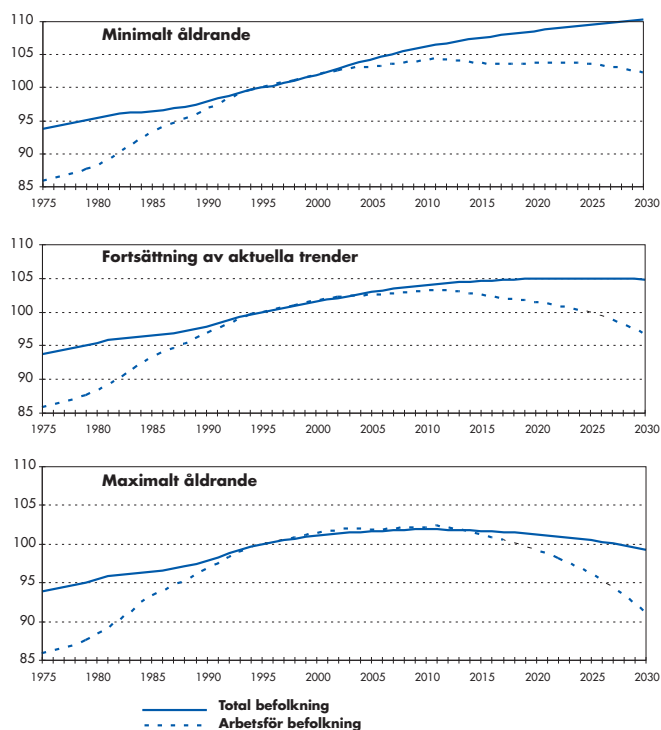 110
Minimalt åldrande
105
100
95
90
85
1975 1980 1985 1990 1995 2000 2005 2010 2015 2020 2025 2030
110
Fortsättning av aktuella trender
105
100
95
90
85
1975 1980 1985 1990 1995 2000 2005 2010 2015 2020 2025 2030
110
Maximalt åldrande
105
100
95
90
85
1975 1980 1985 1990 1995 2000 2005 2010 2015 2020 2025 2030
Total befolkning
Arbetsför befolkning